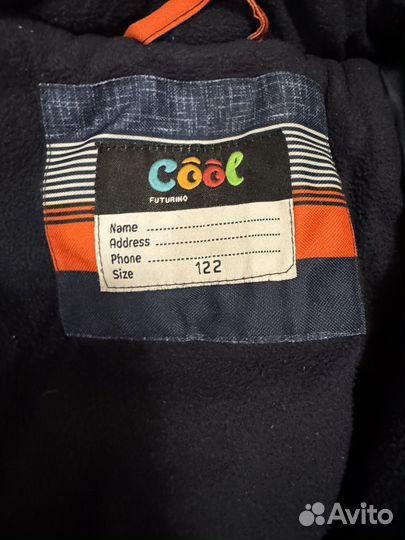 cool
FUTURINO
Name
Address
Phone
Size 122
Avito